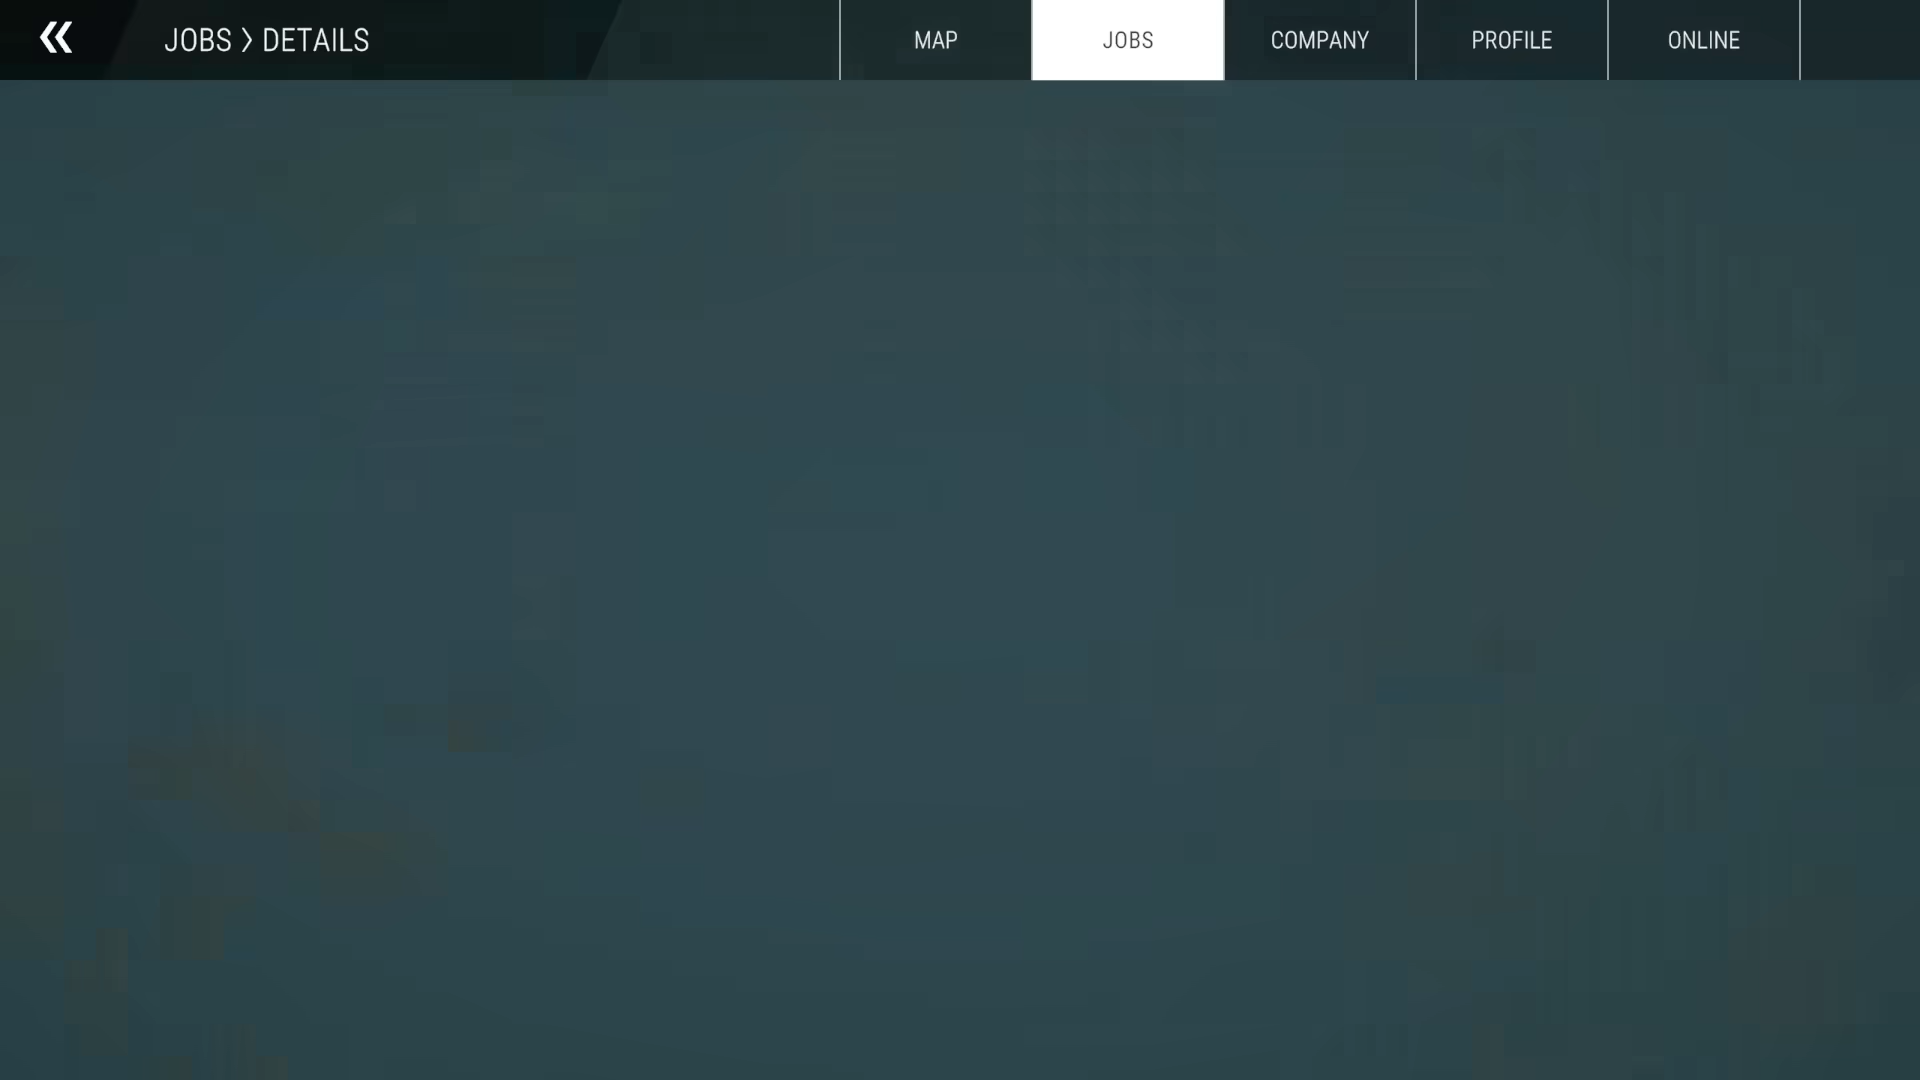 JOBS > DETAILS
MAP
JOBS
COMPANY
PROFILE
ONLINE